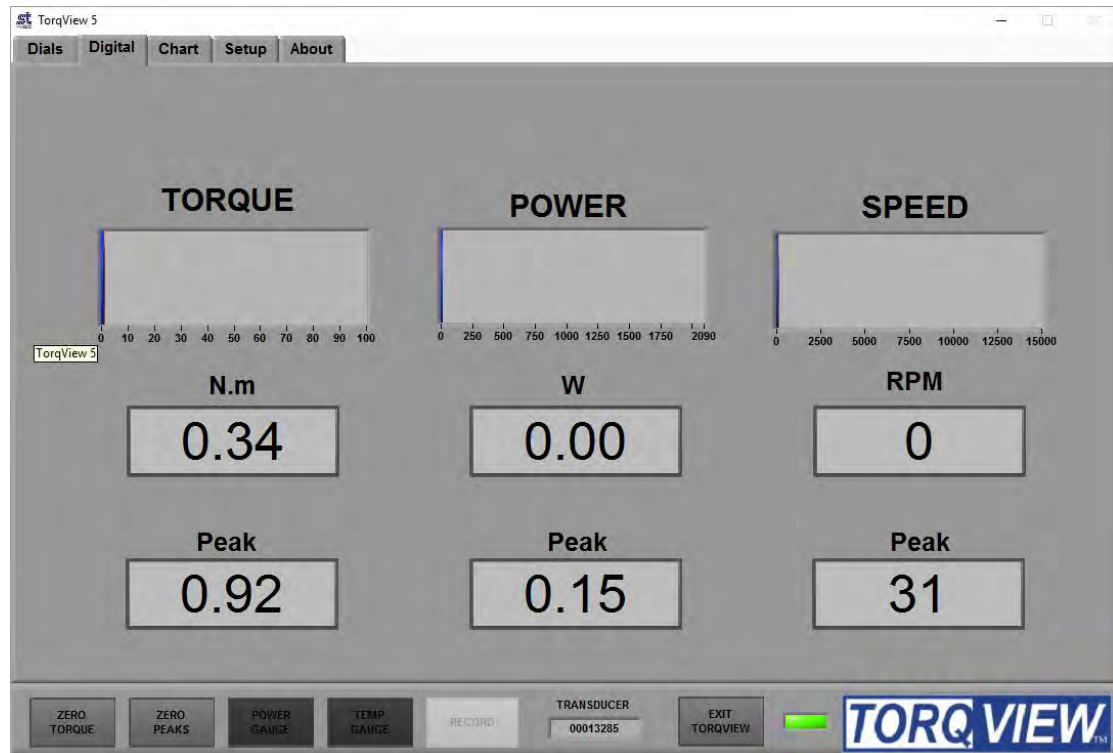 TorqView 5
Dials Digital Chart Setup About
TORQUE POWER SPEED
0 10 20 30 40 50 60 70 80 90 100
0 250 500 750 1000 1250 1500 1750 2090
0 2500 5000 7500 10000 12500 15000
TorqView 5
N.m W RPM
0.34 0.00 0
Peak Peak Peak
0.92 0.15 31
ZERO TORQUE
ZERO PEAKS
POWER GAUGE
TEMP GAUGE
RECORD
TRANSDUCER
00013285
EXIT TORQVIEW
TORQVIEW™